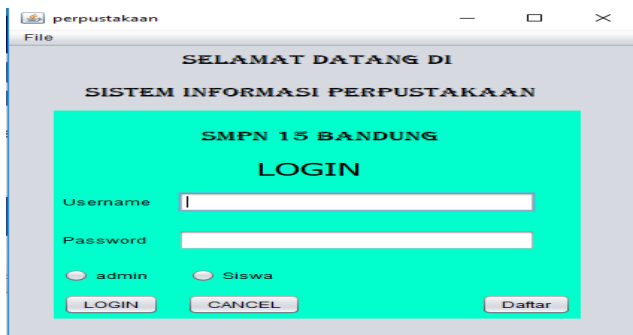 perpustakaan
File
SELAMAT DATANG DI
SISTEM INFORMASI PERPUSTAKAAN
SMPN 15 BANDUNG
LOGIN
Username
Password
admin Siswa
LOGIN CANCEL Daftar